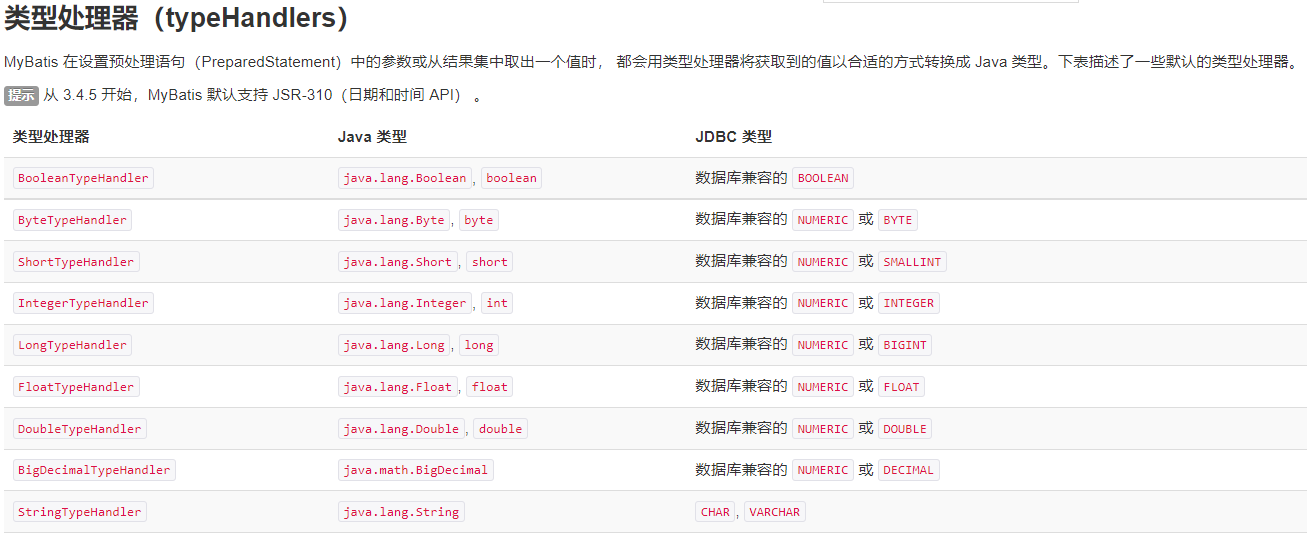 类型处理器（typeHandlers）
MyBatis 在设置预处理语句（PreparedStatement）中的参数或从结果集中取出一个值时， 都会用类型处理器将获取到的值以合适的方式转换成 Java 类型。下表描述了一些默认的类型处理器。
提示 从 3.4.5 开始，MyBatis 默认支持 JSR-310（日期和时间 API） 。
类型处理器 Java 类型 JDBC 类型
BooleanTypeHandler java.lang.Boolean, boolean 数据库兼容的 BOOLEAN
ByteTypeHandler java.lang.Byte, byte 数据库兼容的 NUMERIC 或 BYTE
ShortTypeHandler java.lang.Short, short 数据库兼容的 NUMERIC 或 SMALLINT
IntegerTypeHandler java.lang.Integer, int 数据库兼容的 NUMERIC 或 INTEGER
LongTypeHandler java.lang.Long, long 数据库兼容的 NUMERIC 或 BIGINT
FloatTypeHandler java.lang.Float, float 数据库兼容的 NUMERIC 或 FLOAT
DoubleTypeHandler java.lang.Double, double 数据库兼容的 NUMERIC 或 DOUBLE
BigDecimalTypeHandler java.math.BigDecimal 数据库兼容的 NUMERIC 或 DECIMAL
StringTypeHandler java.lang.String CHAR, VARCHAR